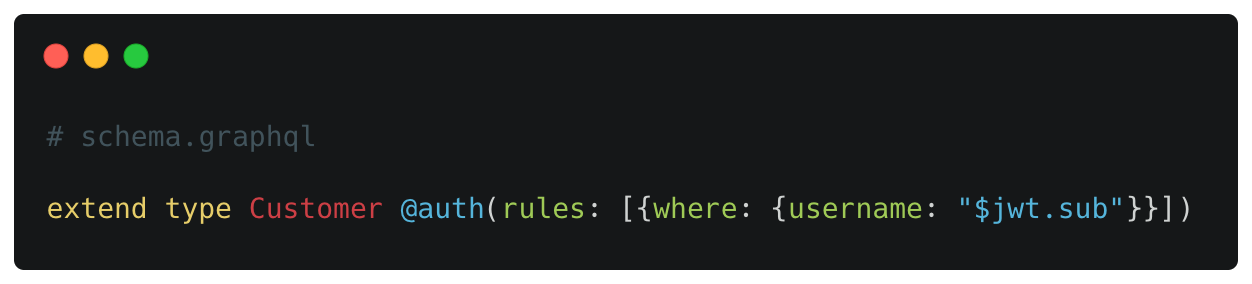 # schema.graphql
extend type Customer @auth(rules: [{where: {username: "$jwt.sub"}}])